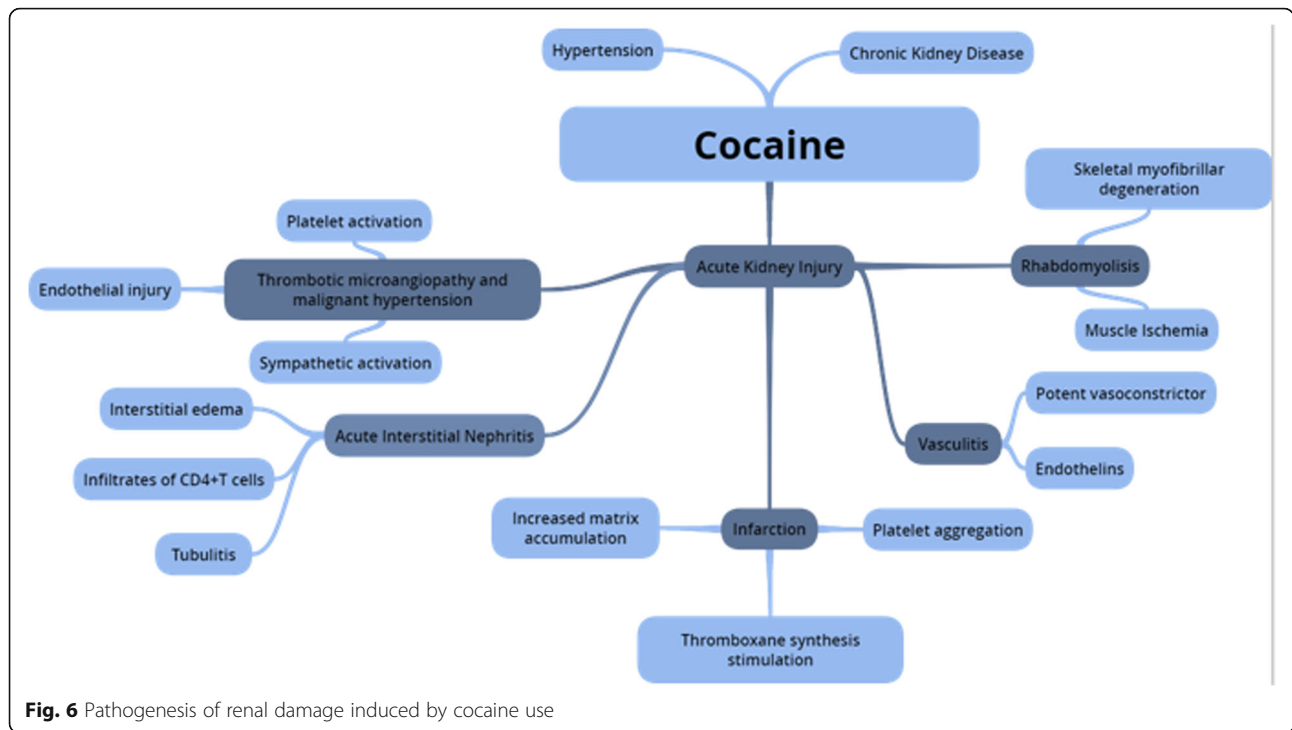 Hypertension
Chronic Kidney Disease
Cocaine
Skeletal myofibrillar
degeneration
Platelet activation
Acute Kidney Injury
Rhabdomyolisis
Endothelial injury
Thrombotic microangiopathy and
malignant hypertension
Muscle Ischemia
Sympathetic activation
Interstitial edema
Potent vasoconstrictor
Acute Interstitial Nephritis
Vasculitis
Infiltrates of CD4+T cells
Endothelins
Increased matrix
accumulation
Infarction
Platelet aggregation
Tubulitis
Thromboxane synthesis
stimulation
Fig. 6 Pathogenesis of renal damage induced by cocaine use